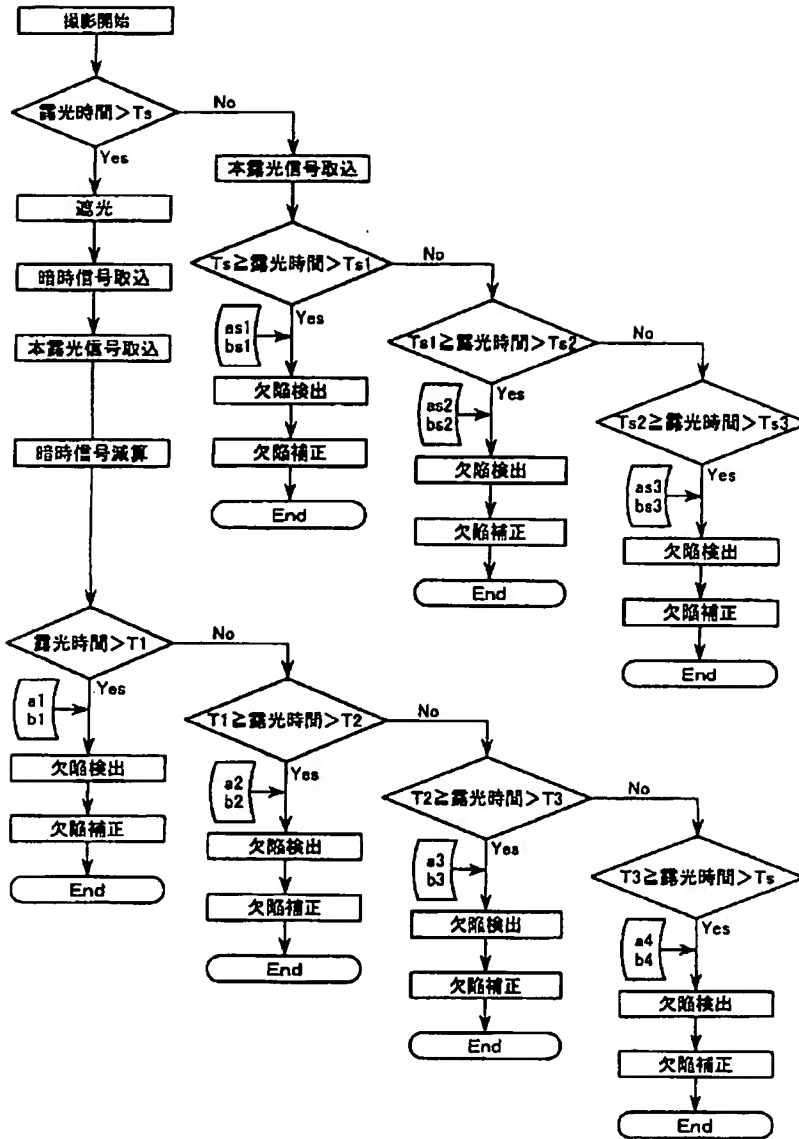 撮影開始
露光時間>Ts
No
Yes
本露光信号取込
遮光
Ts≧露光時間>Ts1
No
暗時信号取込
as1
bs1
Yes
Ts1≧露光時間>Ts2
No
本露光信号取込
欠陥検出
as2
bs2
Yes
Ts2≧露光時間>Ts3
暗時信号減算
欠陥補正
欠陥検出
as3
bs3
Yes
End
欠陥補正
欠陥検出
End
欠陥補正
露光時間>T1
No
End
a1
b1
Yes
T1≧露光時間>T2
No
欠陥検出
a2
b2
Yes
T2≧露光時間>T3
No
欠陥補正
欠陥検出
a3
b3
Yes
T3≧露光時間>Ts
End
欠陥補正
欠陥検出
a4
b4
Yes
End
欠陥補正
欠陥検出
End
欠陥補正
End